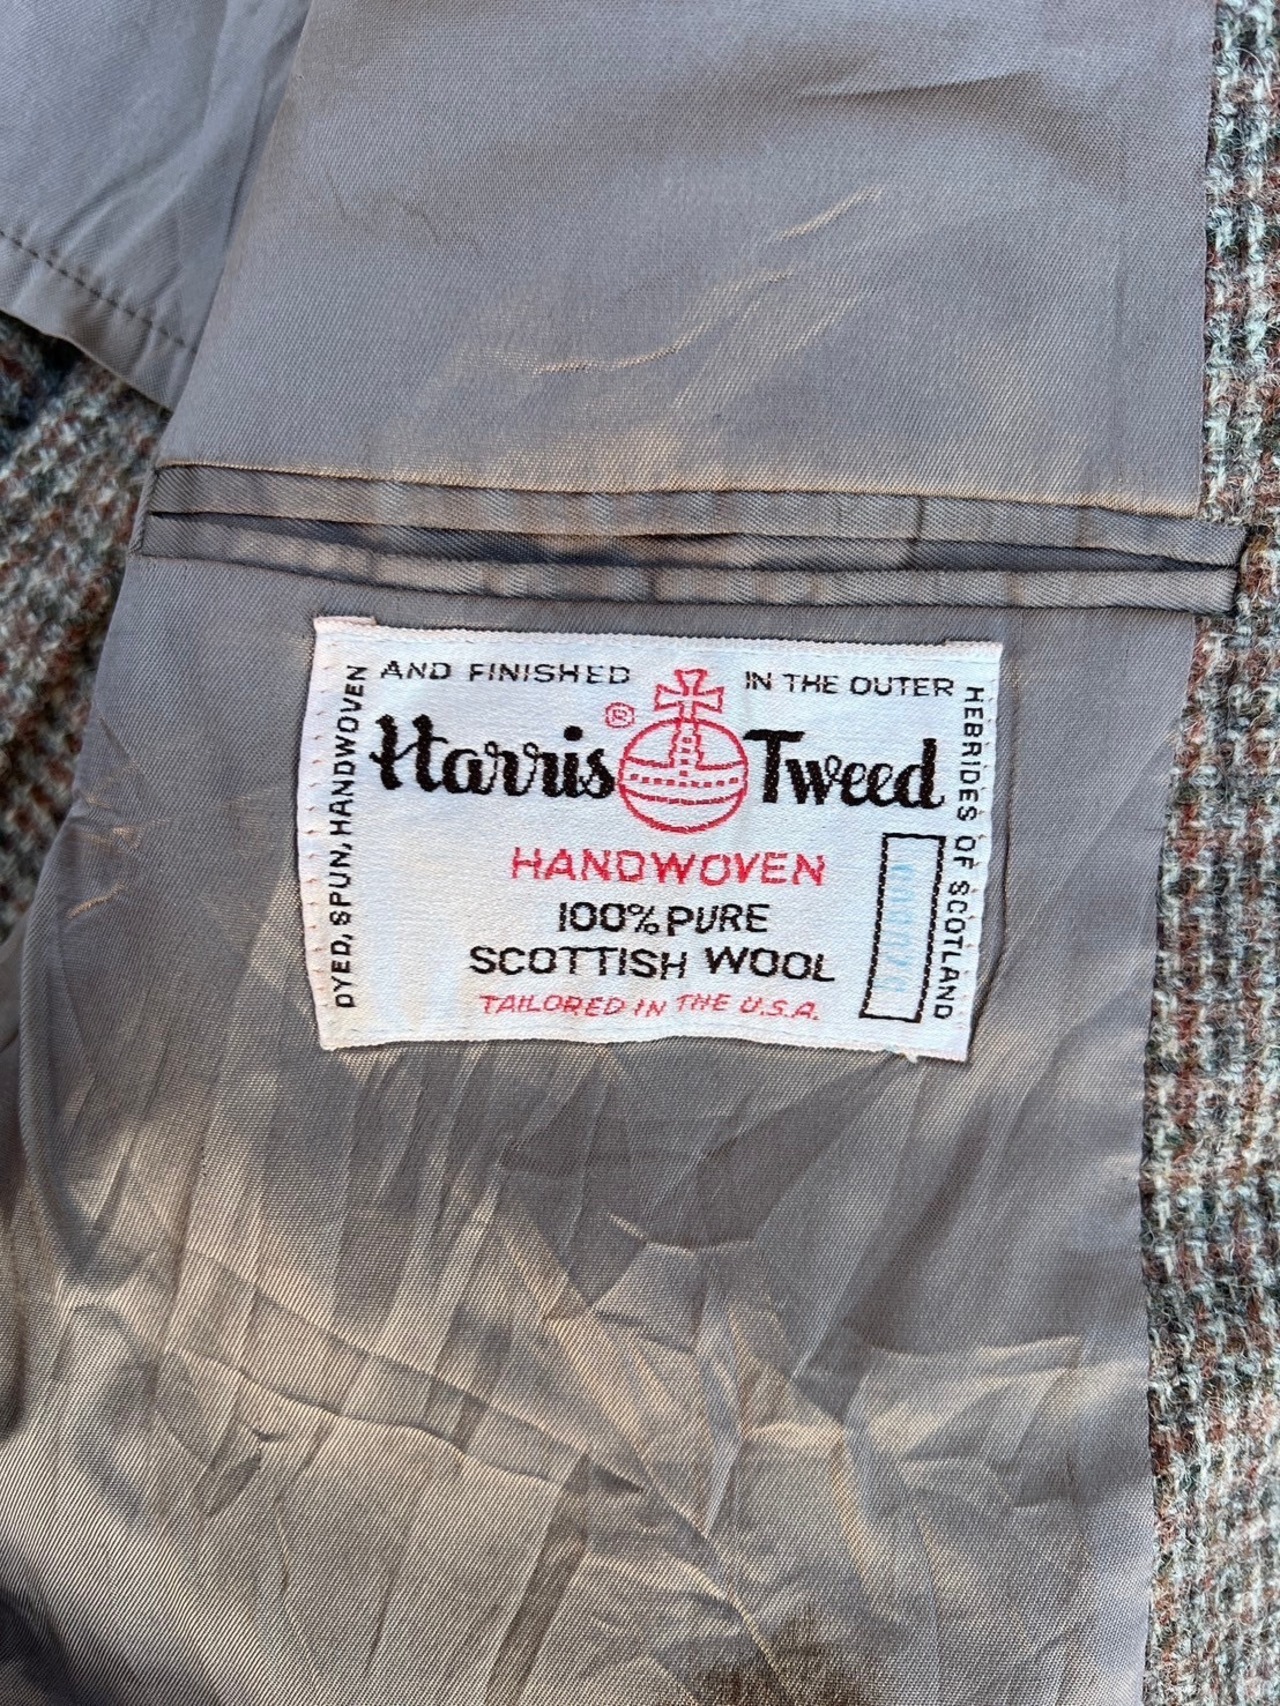 DYED, SPUN, HANDWOVEN
AND FINISHED
IN THE OUTER
HEBRIDES OF SCOTLAND
Harris ® Tweed
HANDWOVEN
100% PURE
SCOTTISH WOOL
TAILORED IN THE U.S.A.